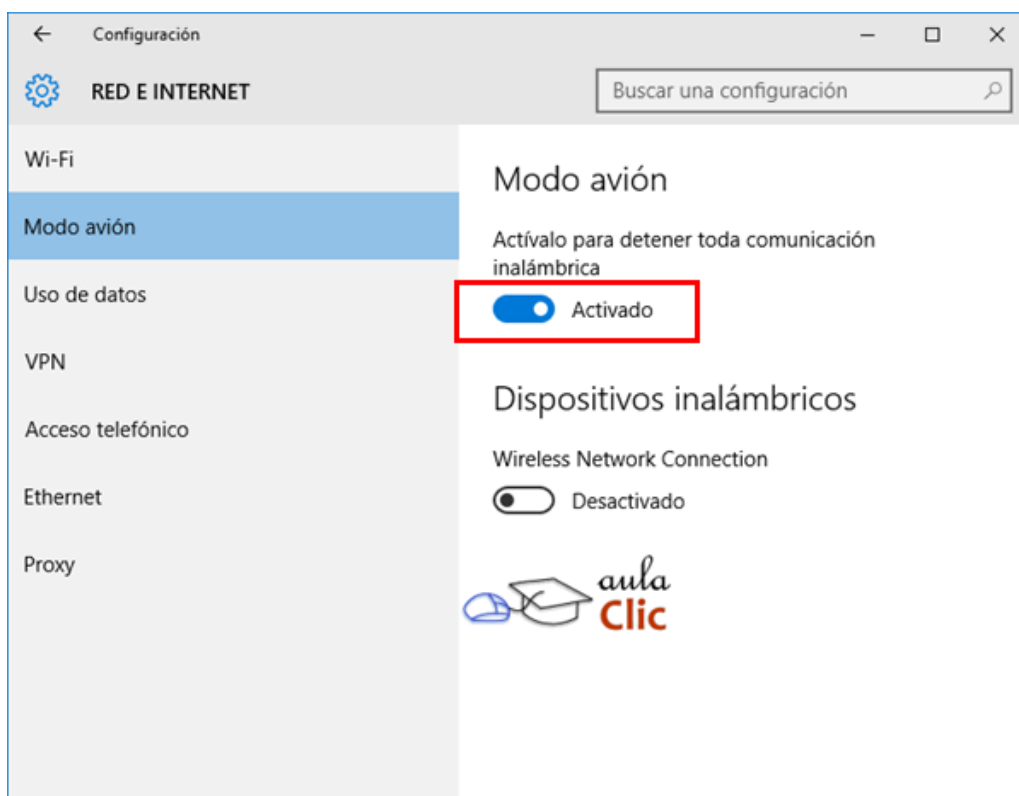 Configuración
RED E INTERNET
Buscar una configuración
Wi-Fi
Modo avión
Uso de datos
VPN
Acceso telefónico
Ethernet
Proxy
Modo avión
Actívalo para detener toda comunicación
inalámbrica
Activado
Dispositivos inalámbricos
Wireless Network Connection
Desactivado
aula
Clic